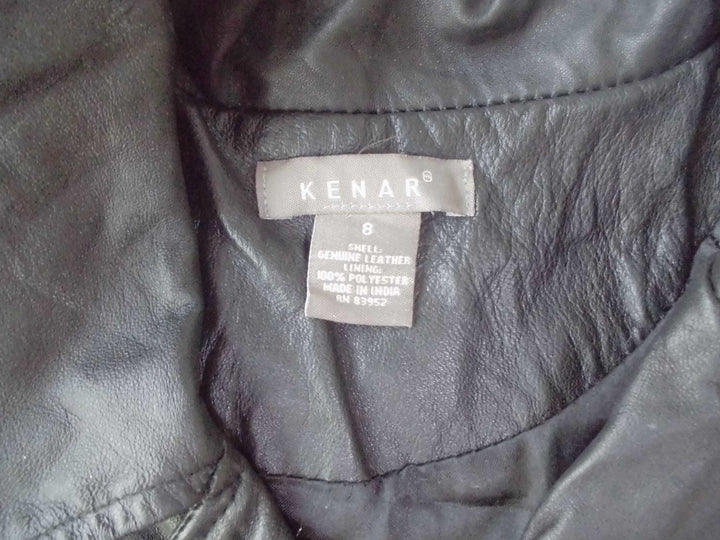 KENAR®
8
SHELL:
GENUINE LEATHER
LINING:
100% POLYESTER
MADE IN INDIA
RN 83952